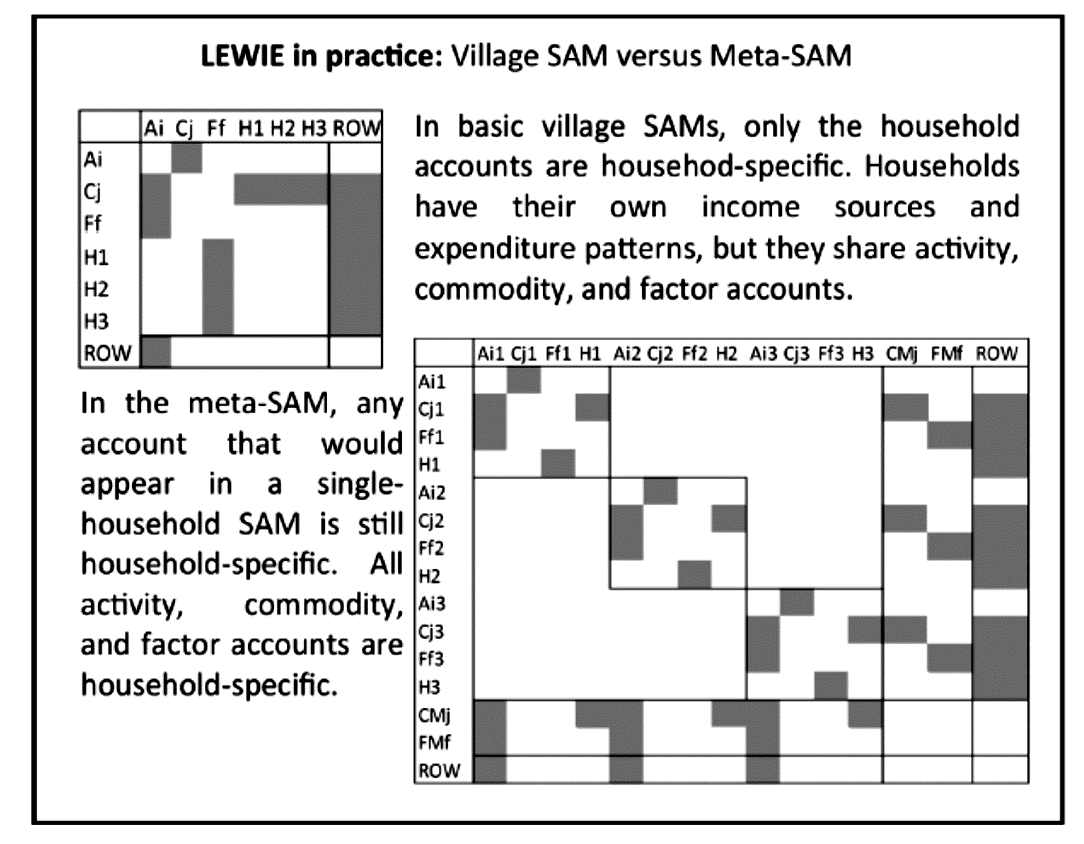 LEWIE in practice: Village SAM versus Meta-SAM
Ai Cj Ff H1 H2 H3 ROW
Ai
Cj
Ff
H1
H2
H3
ROW
In basic village SAMs, only the household
accounts are househod-specific. Households
have their own income sources and
expenditure patterns, but they share activity,
commodity, and factor accounts.
In the meta-SAM, any
account that would
appear in a single-
household SAM is still
household-specific. All
activity, commodity,
and factor accounts are
household-specific.
Ai1 Cj1 Ff1 H1 Ai2 Cj2 Ff2 H2 Ai3 Cj3 Ff3 H3 CMj FMf ROW
Ai1
Cj1
Ff1
H1
Ai2
Cj2
Ff2
H2
Ai3
Cj3
Ff3
H3
CMj
FMf
ROW